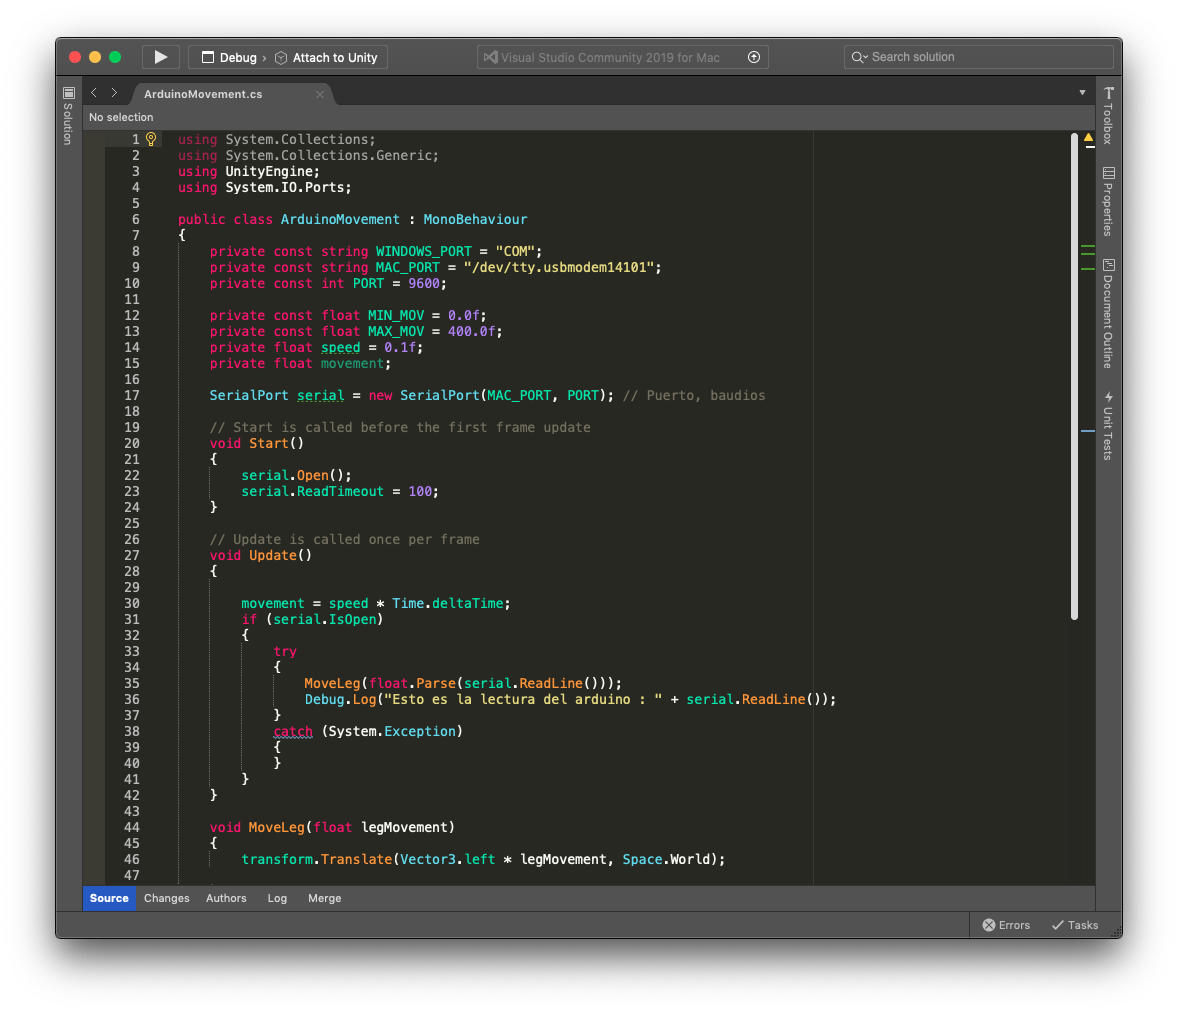 Debug › Attach to Unity
Visual Studio Community 2019 for Mac
Search solution
Solution
ArduinoMovement.cs
No selection
1 using System.Collections;
2 using System.Collections.Generic;
3 using UnityEngine;
4 using System.IO.Ports;
5
6 public class ArduinoMovement : MonoBehaviour
7 {
8 private const string WINDOWS_PORT = "COM";
9 private const string MAC_PORT = "/dev/tty.usbmodem14101";
10 private const int PORT = 9600;
11
12 private const float MIN_MOV = 0.0f;
13 private const float MAX_MOV = 400.0f;
14 private float speed = 0.1f;
15 private float movement;
16
17 SerialPort serial = new SerialPort(MAC_PORT, PORT); // Puerto, baudios
18
19 // Start is called before the first frame update
20 void Start()
21 {
22 serial.Open();
23 serial.ReadTimeout = 100;
24 }
25
26 // Update is called once per frame
27 void Update()
28 {
29
30 movement = speed * Time.deltaTime;
31 if (serial.IsOpen)
32 {
33 try
34 {
35 MoveLeg(float.Parse(serial.ReadLine()));
36 Debug.Log("Esto es la lectura del arduino : " + serial.ReadLine());
37 }
38 catch (System.Exception)
39 {
40 }
41 }
42 }
43
44 void MoveLeg(float legMovement)
45 {
46 transform.Translate(Vector3.left * legMovement, Space.World);
47
Toolbox
Properties
Document Outline
Unit Tests
Source Changes Authors Log Merge
Errors Tasks